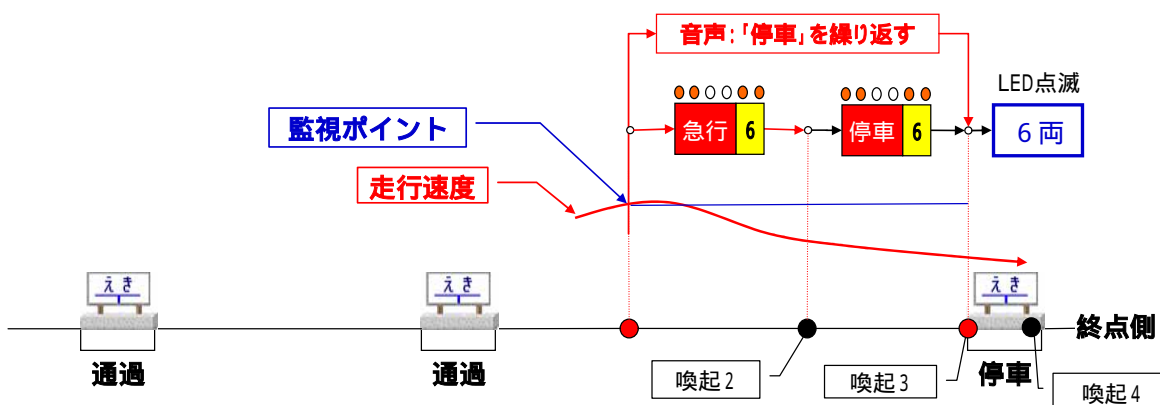 音声:「停車」を繰り返す
LED点滅
急行 6
停車 6
6両
監視ポイント
走行速度
えき
えき
えき
終点側
通過
通過
停車
喚起2
喚起3
喚起4